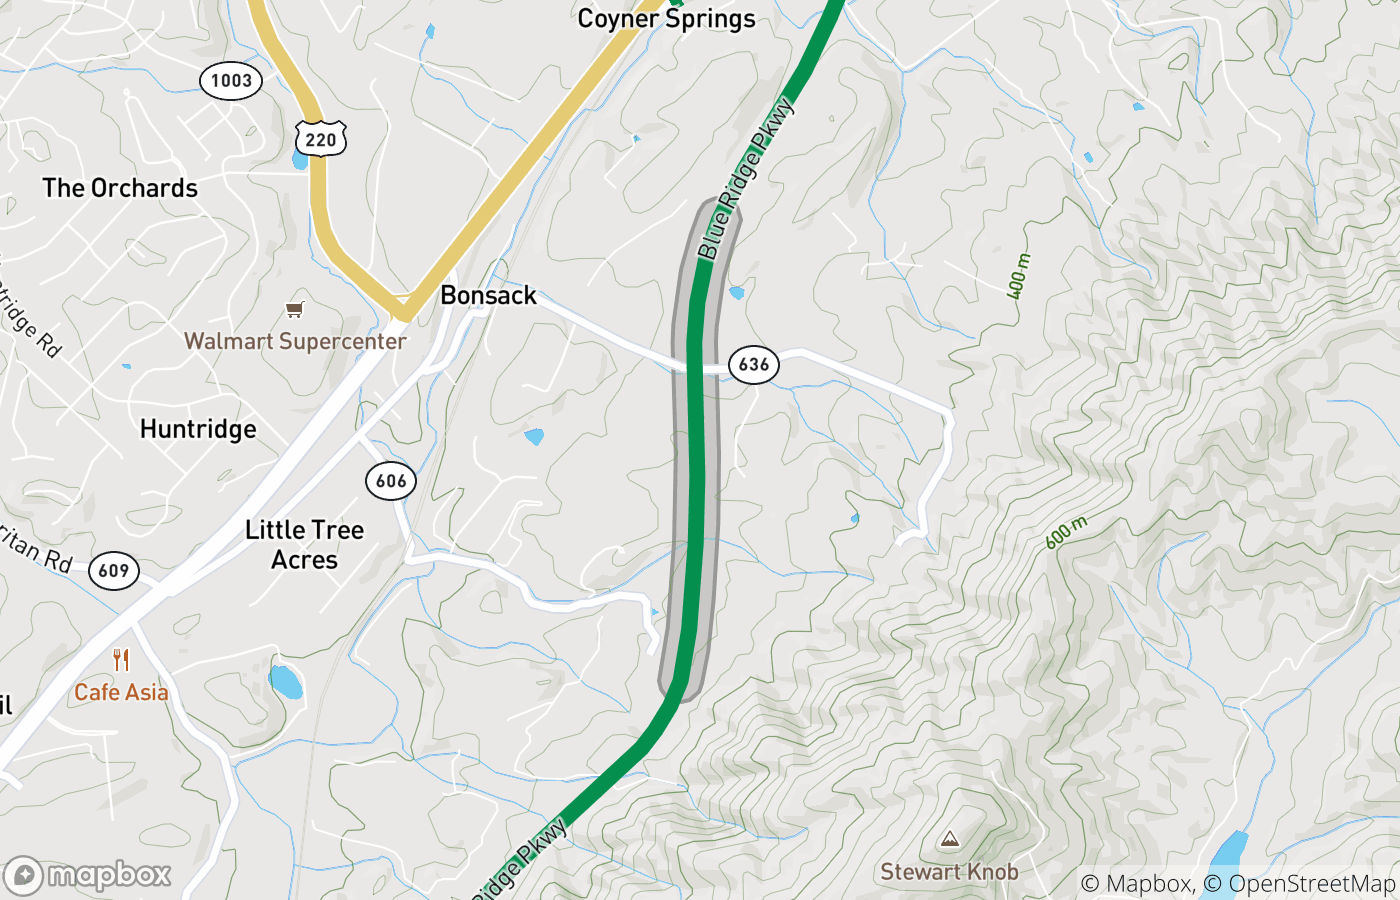 Coyner Springs
1003
220
Blue Ridge Pkwy
The Orchards
400 m
Bonsack
Walmart Supercenter
636
Huntridge
606
Little Tree
Acres
600 m
609
Cafe Asia
Ridge Pkwy
Stewart Knob
mapbox
© Mapbox, © OpenStreetMap